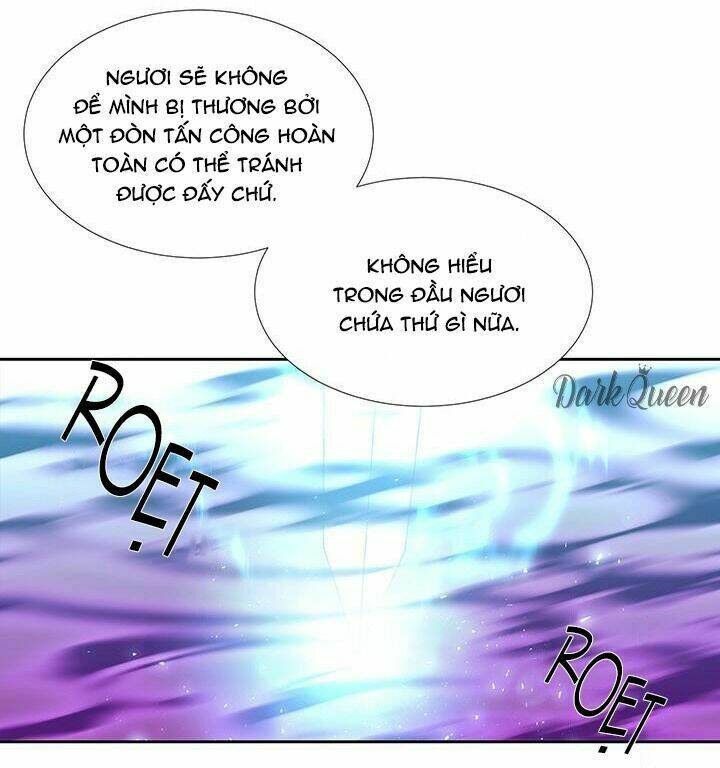 NGƯƠI SẼ KHÔNG
ĐỂ MÌNH BỊ THƯƠNG BỞI
MỘT ĐÒN TẤN CÔNG HOÀN
TOÀN CÓ THỂ TRÁNH
ĐƯỢC ĐẤY CHỨ.
KHÔNG HIỂU
TRONG ĐẦU NGƯƠI
CHỨA THỨ GÌ NỮA.
DarkQueen
ROẸT
ROẸT